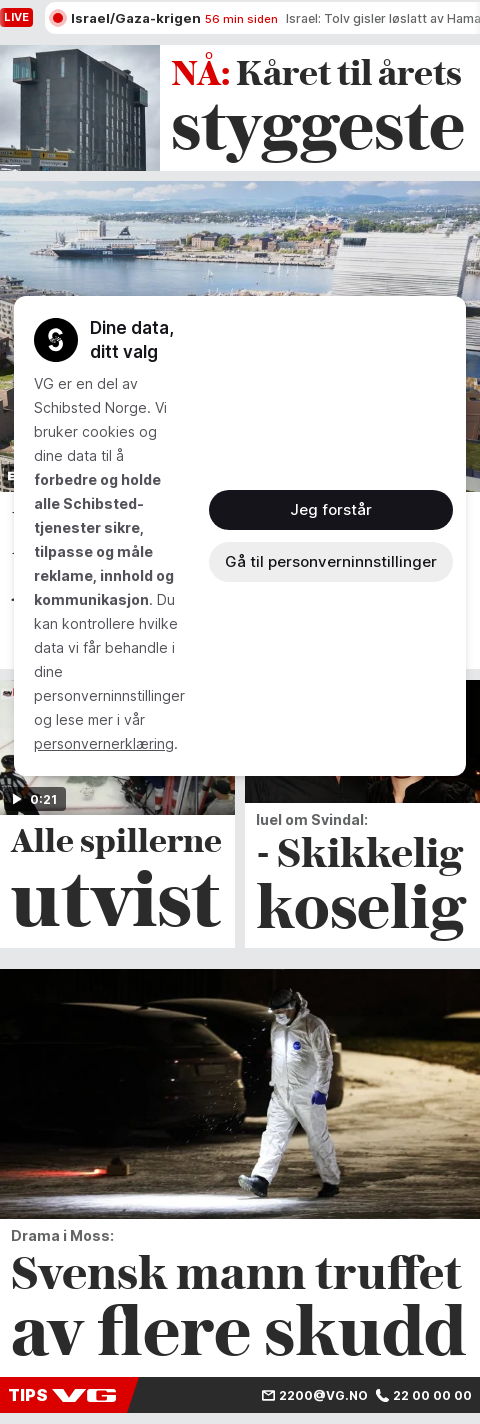 LIVE
Israel/Gaza-krigen 56 min siden Israel: Tolv gisler løslatt av Hama
NÅ: Kåret til årets
styggeste
Dine data,
ditt valg
VG er en del av
Schibsted Norge. Vi
bruker cookies og
dine data til å
forbedre og holde
alle Schibsted-
tjenester sikre,
tilpasse og måle
reklame, innhold og
kommunikasjon. Du
kan kontrollere hvilke
data vi får behandle i
dine
personverninnstillinger
og lese mer i vår
personvernerklæring.
Jeg forstår
Gå til personverninnstillinger
0:21
Alle spillerne
utvist
luel om Svindal:
- Skikkelig
koselig
Drama i Moss:
Svensk mann truffet
av flere skudd
TIPS VG
2200@VG.NO 22 00 00 00